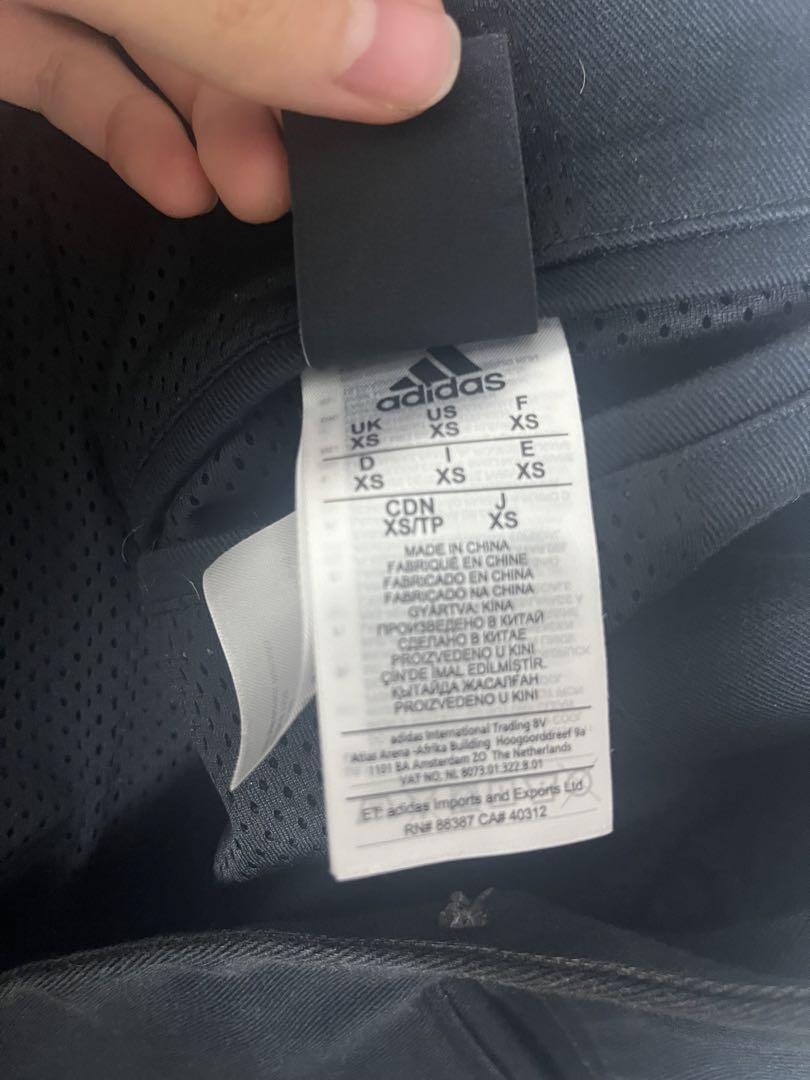 adidas
UK US F
XS XS XS
D I E
XS XS XS
CDN J
XS/TP XS
MADE IN CHINA
FABRIQUÉ EN CHINE
FABRICADO EN CHINA
FABRICADO NA CHINA
GYÁRTVA: KÍNA
ПРОИЗВЕДЕНО В КИТАЙ
СДЕЛАНО В КИТАЕ
PROIZVEDENO U KINI
ÇİN'DE İMAL EDİLMİŞTİR.
ҚЫТАЙДА ЖАСАЛҒАН
PROIZVEDENO U KINI
adidas International Trading BV
Atlas Arena -Afrika Building Hoogoorddreef 9a
1101 BA Amsterdam ZO The Netherlands
VAT NO. NL 8073.01.322.B.01
ET: adidas Imports and Exports Ltd
RN# 88387 CA# 40312